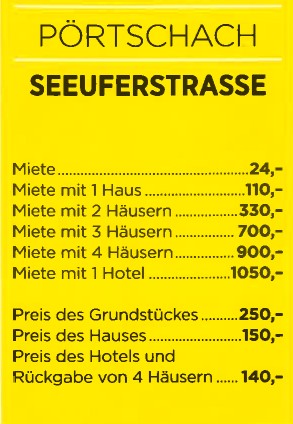 PÖRTSCHACH
SEEUFERSTRASSE
Miete..........................................24,–
Miete mit 1 Haus......................110,–
Miete mit 2 Häusern..............330,–
Miete mit 3 Häusern..............700,–
Miete mit 4 Häusern..............900,–
Miete mit 1 Hotel..................1050,–
Preis des Grundstückes..........250,–
Preis des Hauses.....................150,–
Preis des Hotels und
Rückgabe von 4 Häusern......140,–